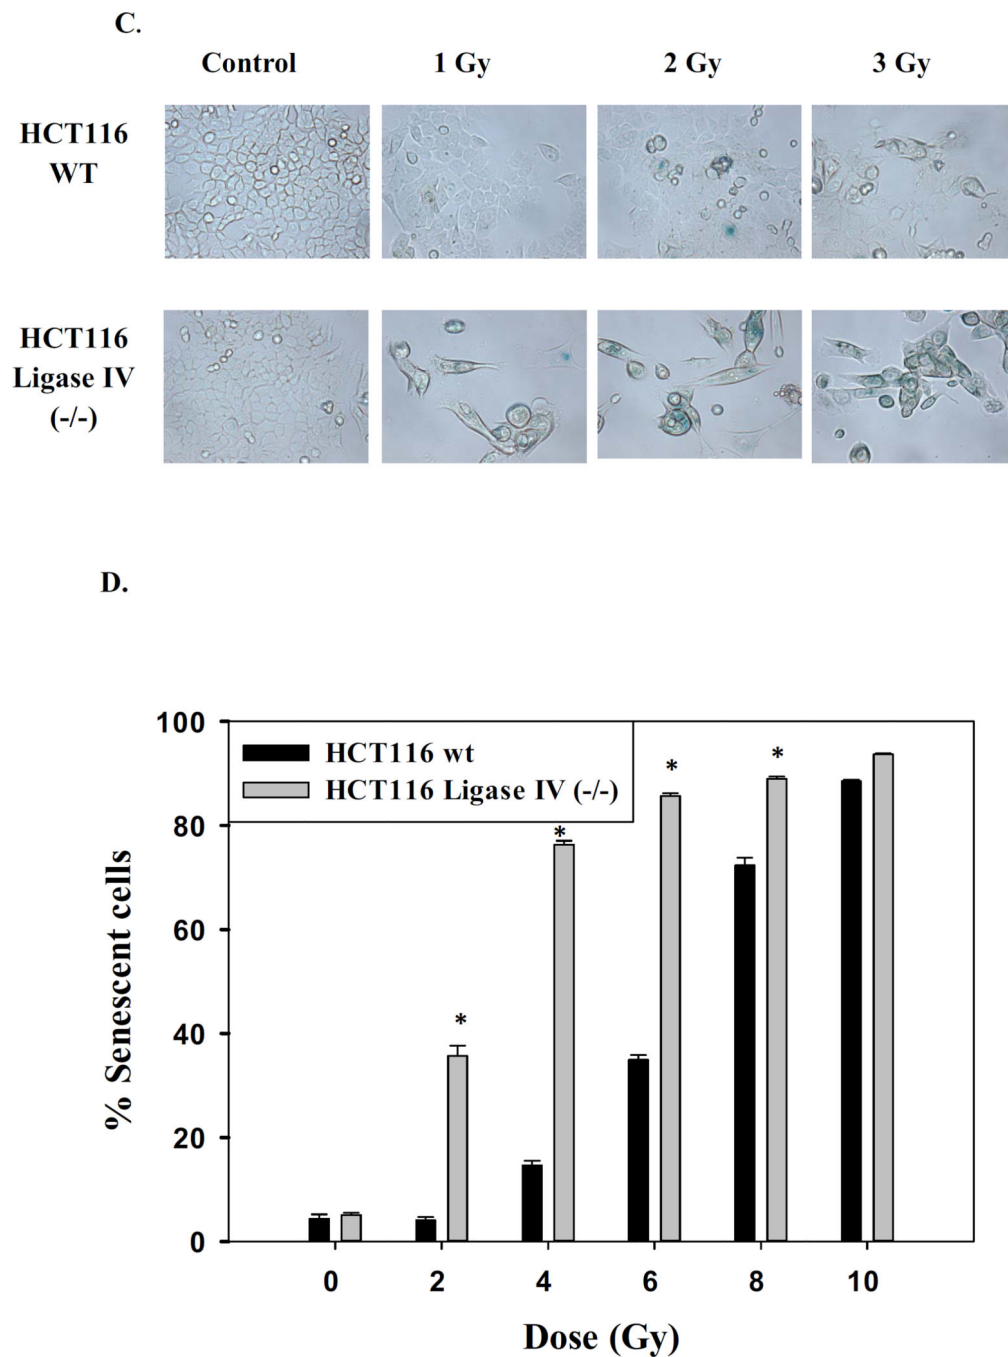 C.
Control 1 Gy 2 Gy 3 Gy
HCT116
WT
HCT116
Ligase IV
(-/-)
D.
100
80
60
40
20
0
HCT116 wt
HCT116 Ligase IV (-/-)
* * * *
% Senescent cells
0 2 4 6 8 10
Dose (Gy)